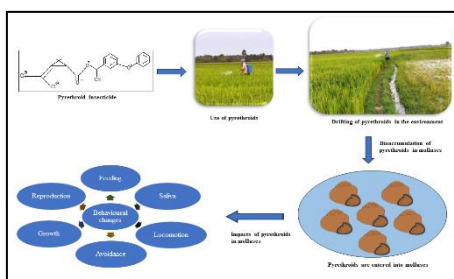 Pyrethroid Insecticide
Use of pyrethroids
Drifting of pyrethroids in the environment
Bioaccumulation of
pyrethroids in molluscs
Pyrethroids are entered into molluscs
Impacts of pyrethroids
in molluscs
Feeding
Reproduction
Saliva
Behavioural
changes
Growth
Locomotion
Avoidance